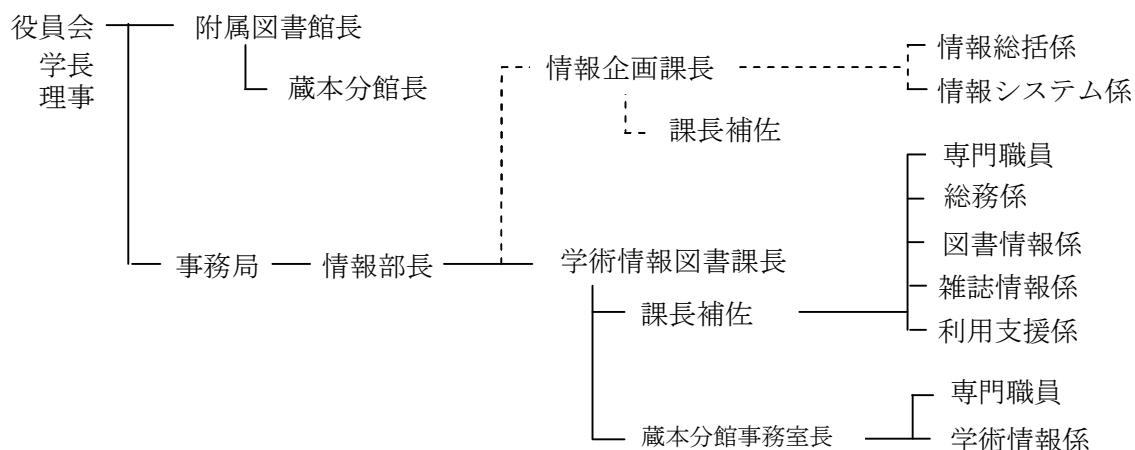 役員会
学長
理事
附属図書館長
蔵本分館長
事務局
情報部長
情報企画課長
課長補佐
情報総括係
情報システム係
学術情報図書課長
課長補佐
専門職員
総務係
図書情報係
雑誌情報係
利用支援係
蔵本分館事務室長
専門職員
学術情報係